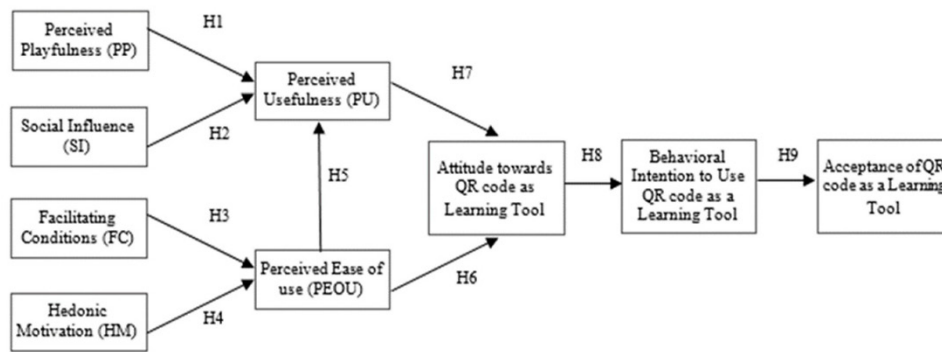 Perceived
Playfulness (PP)
H1
Social Influence
(SI)
H2
Perceived
Usefulness (PU)
H7
H5
Facilitating
Conditions (FC)
H3
Hedonic
Motivation (HM)
H4
Perceived Ease of
use (PEOU)
H6
Attitude towards
QR code as
Learning Tool
H8
Behavioral
Intention to Use
QR code as a
Learning Tool
H9
Acceptance of QR
code as a Learning
Tool